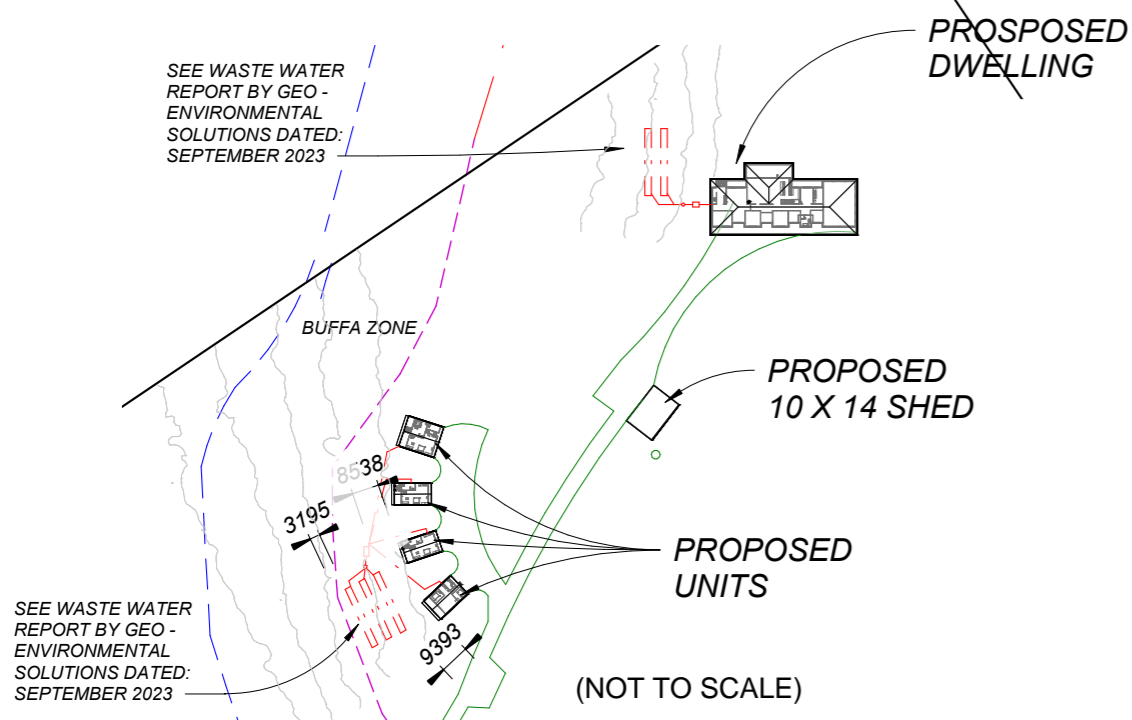 PROSPOSED
DWELLING
SEE WASTE WATER
REPORT BY GEO -
ENVIRONMENTAL
SOLUTIONS DATED:
SEPTEMBER 2023
BUFFA ZONE
PROPOSED
10 X 14 SHED
8538
3195
PROPOSED
UNITS
SEE WASTE WATER
REPORT BY GEO -
ENVIRONMENTAL
SOLUTIONS DATED:
SEPTEMBER 2023
9393
(NOT TO SCALE)